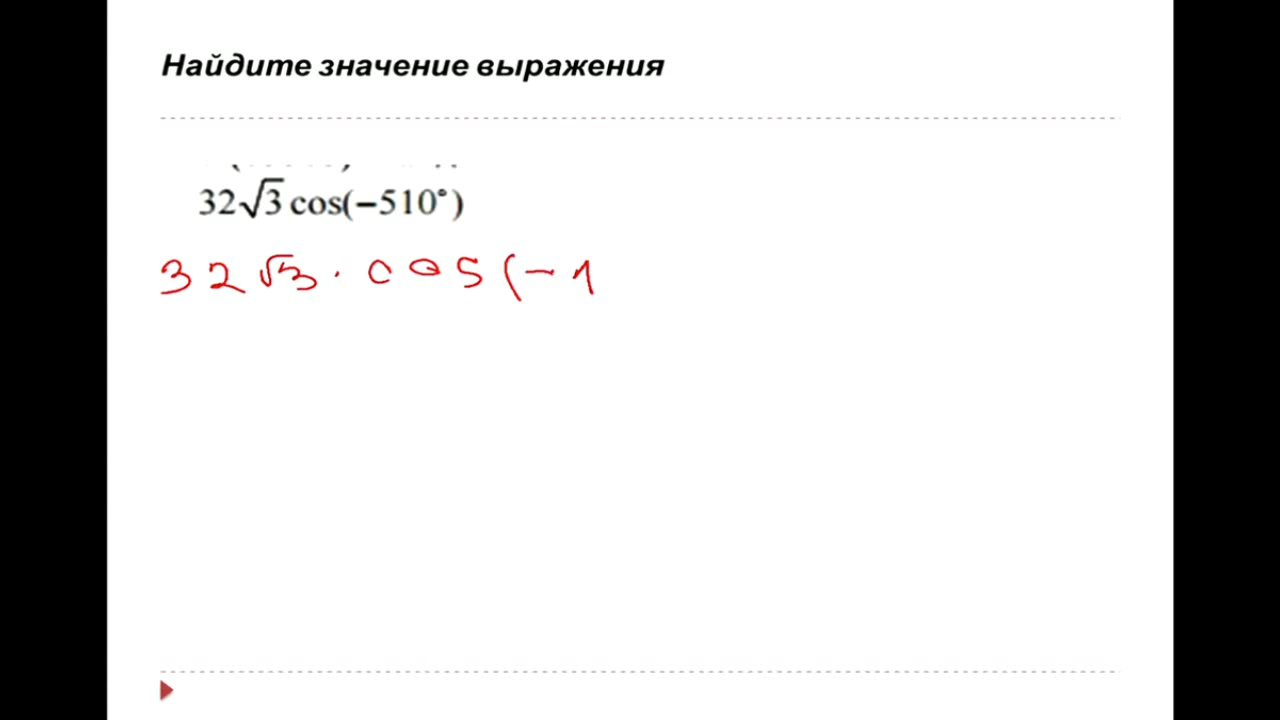 Найдите значение выражения
32√3 cos(−510°)
32√3 · cos(−1